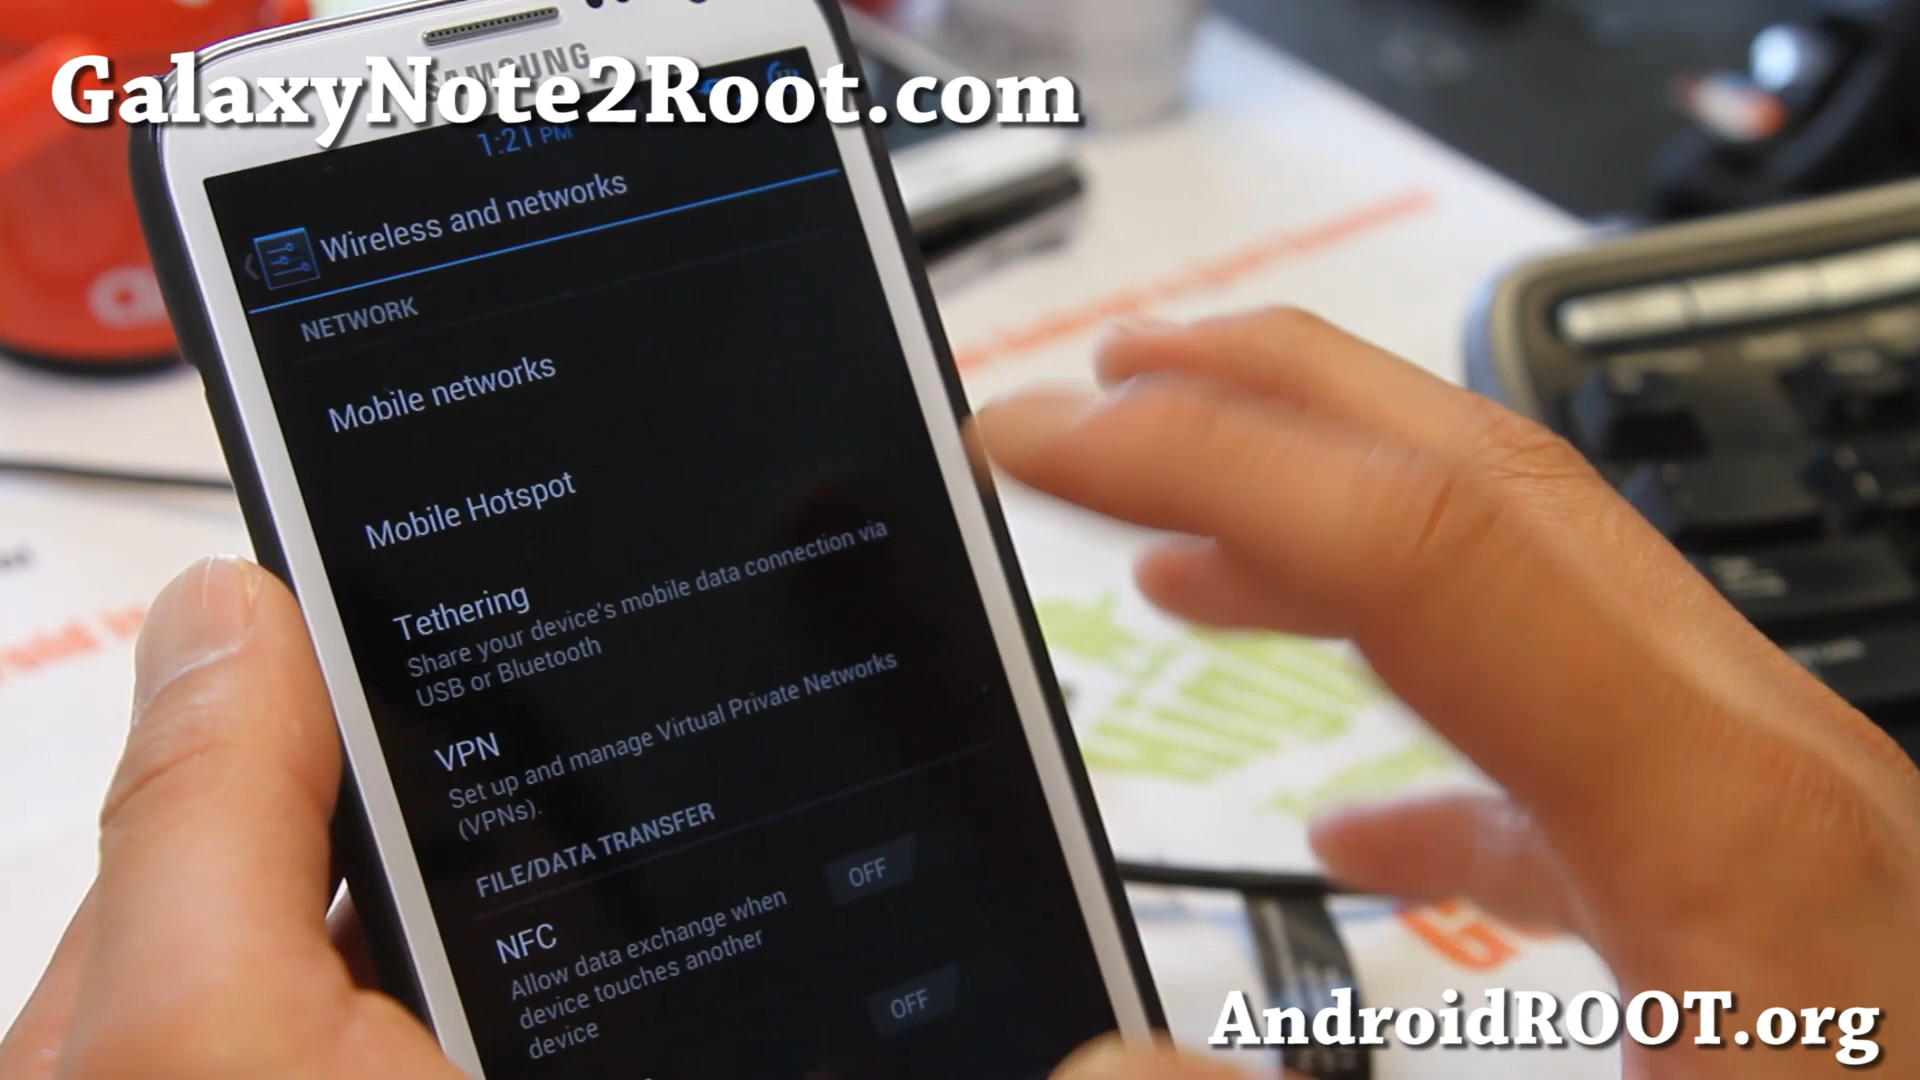 SAMSUNG
GalaxyNote2Root.com
1:21 PM
Wireless and networks
NETWORK
Mobile networks
Mobile Hotspot
Tethering
Share your device's mobile data connection via
USB or Bluetooth
VPN
Set up and manage Virtual Private Networks
(VPNs).
FILE/DATA TRANSFER
NFC
OFF
Allow data exchange when
device touches another
device
OFF
AndroidROOT.org